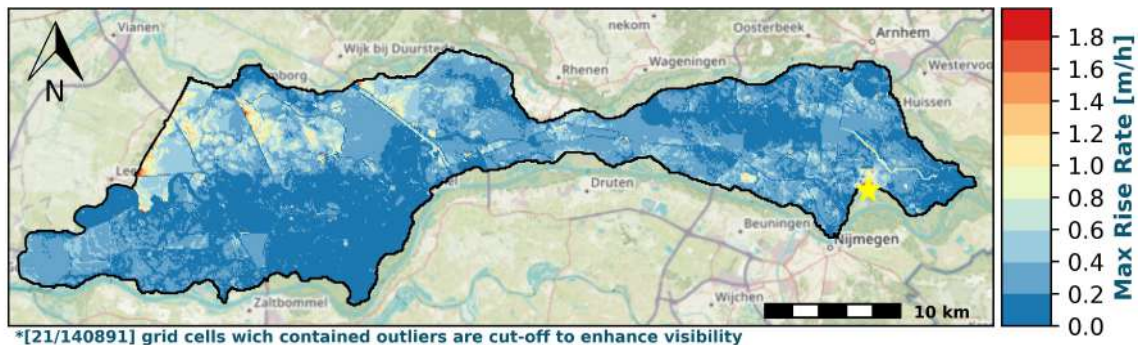 nekom
Oosterbeek
Vianen
Arnhem
Wijk bij Duurstede
Rhenen
Wageningen
Westervoo
N
Huissen
Lee
Druten
Beuningen
Nijmegen
Zaltbommel
Wijchen
10 km
1.8
1.6
1.4
1.2
1.0
0.8
0.6
0.4
0.2
0.0
Max Rise Rate [m/h]
*[21/140891] grid cells wich contained outliers are cut-off to enhance visibility